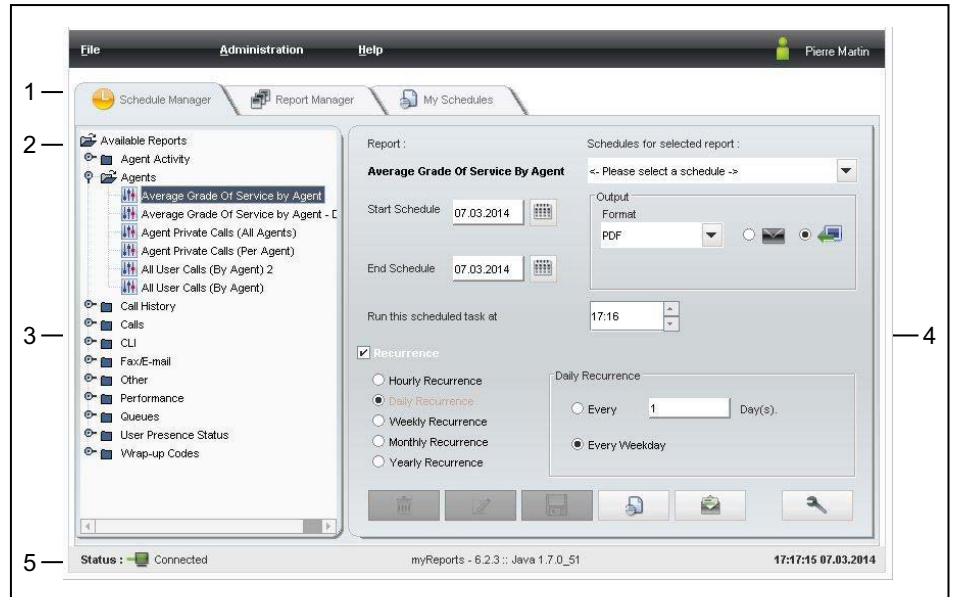 File Administration Help Pierre Martin
1
Schedule Manager Report Manager My Schedules
2
Available Reports
Agent Activity
Agents
Average Grade Of Service by Agent
Average Grade Of Service by Agent - D
Agent Private Calls (All Agents)
Agent Private Calls (Per Agent)
All User Calls (By Agent) 2
All User Calls (By Agent)
Call History
Calls
3
CLI
Fax/E-mail
Other
Performance
Queues
User Presence Status
Wrap-up Codes
Report :
Schedules for selected report :
Average Grade Of Service By Agent
<- Please select a schedule ->
Start Schedule 07.03.2014
Output
Format
PDF
End Schedule 07.03.2014
Run this scheduled task at 17:16
4
Recurrence
Hourly Recurrence
Daily Recurrence
Weekly Recurrence
Monthly Recurrence
Yearly Recurrence
Daily Recurrence
Every 1 Day(s).
Every Weekday
5
Status : Connected
myReports - 6.2.3 :: Java 1.7.0_51
17:17:15 07.03.2014